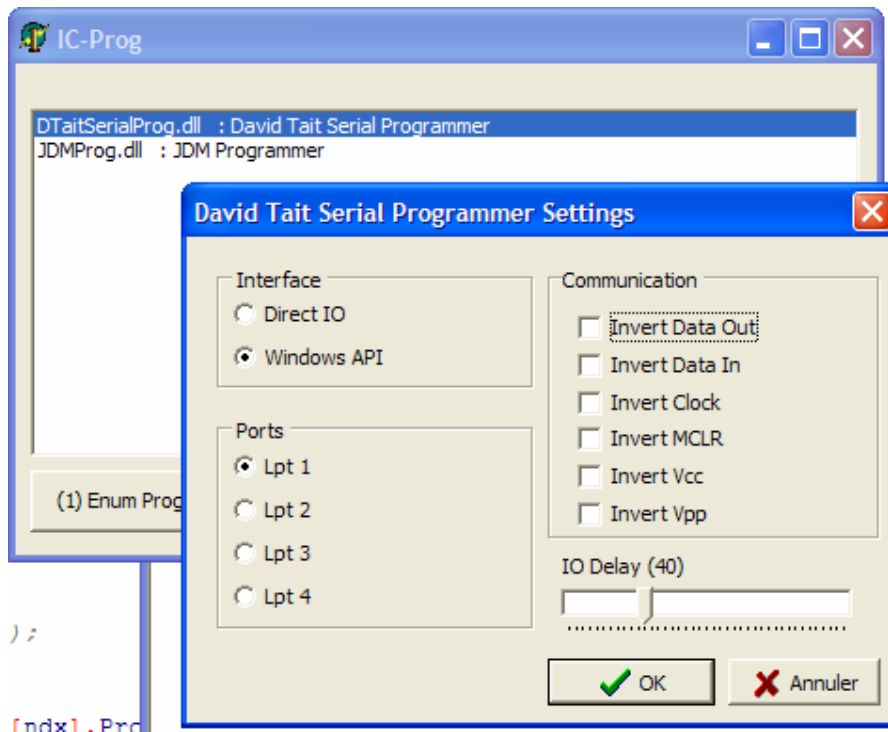 IC-Prog
DTaitSerialProg.dll : David Tait Serial Programmer
JDMProg.dll : JDM Programmer
(1) Enum Prog
David Tait Serial Programmer Settings
Interface
Direct IO
Windows API
Ports
Lpt 1
Lpt 2
Lpt 3
Lpt 4
Communication
Invert Data Out
Invert Data In
Invert Clock
Invert MCLR
Invert Vcc
Invert Vpp
IO Delay (40)
OK
Annuler
);
[ndx].Pro